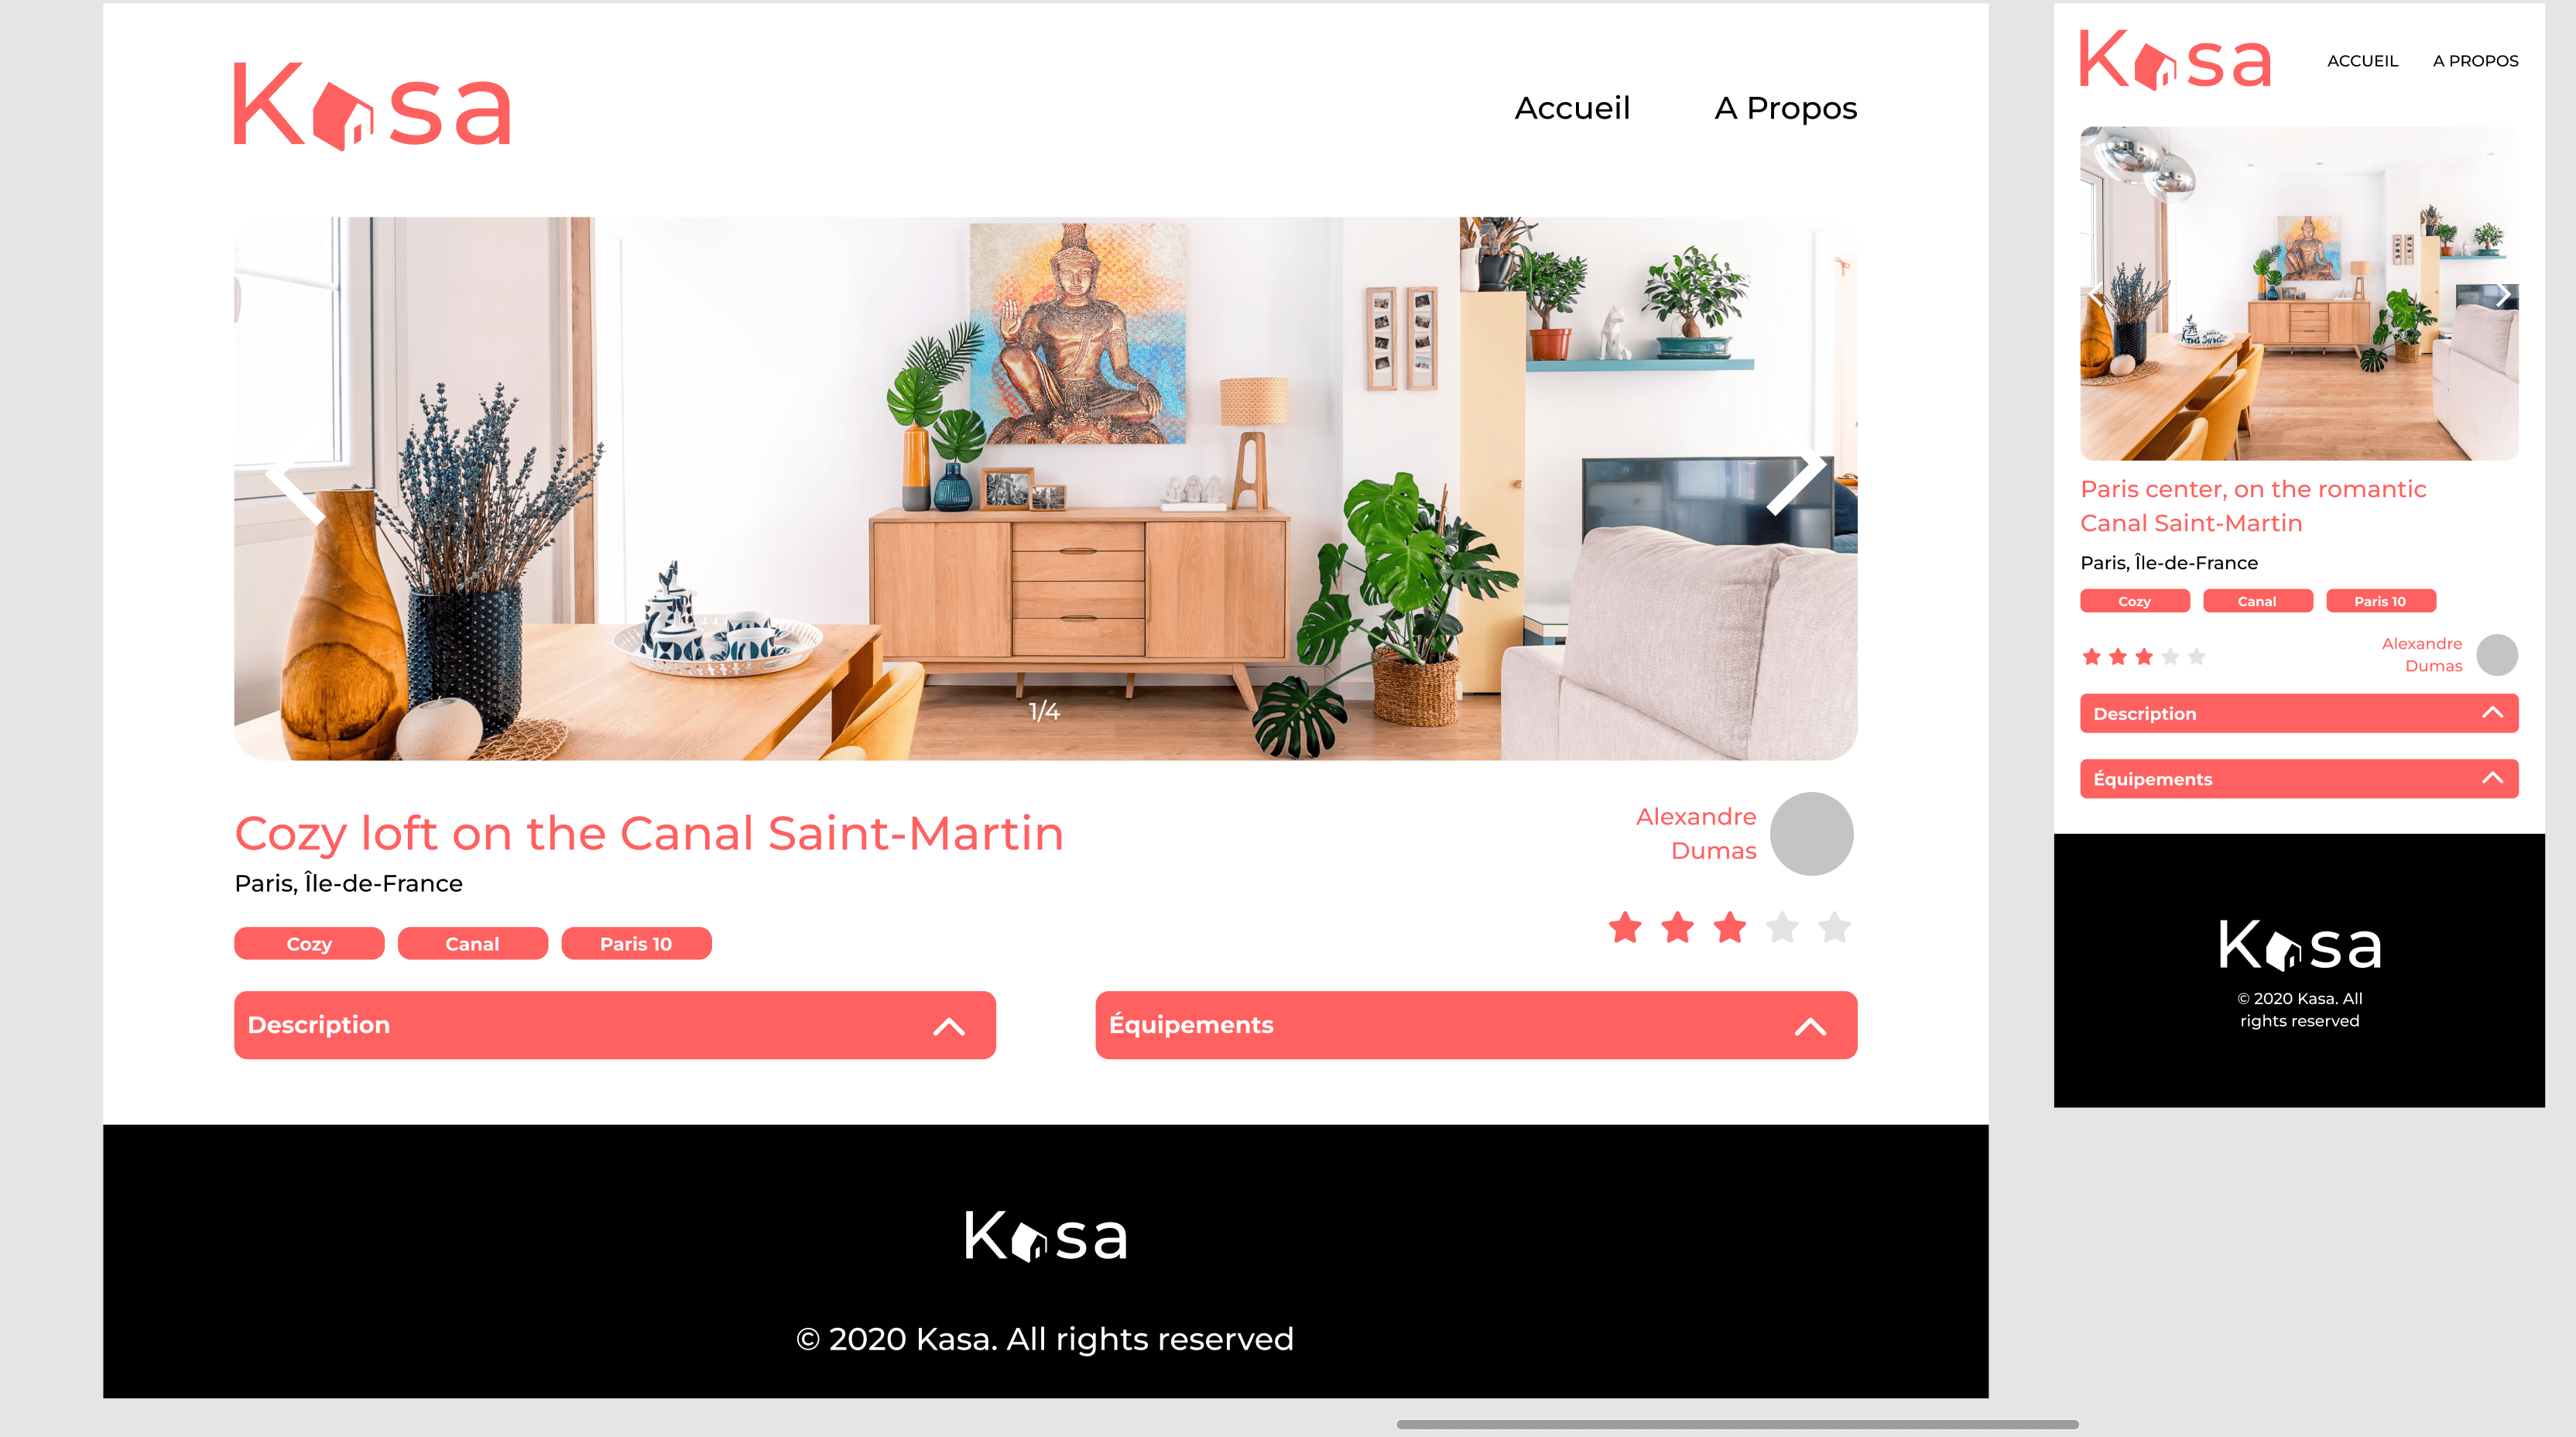 Kasa
Accueil
A Propos
1/4
Cozy loft on the Canal Saint-Martin
Paris, Île-de-France
Cozy
Canal
Paris 10
Alexandre
Dumas
Description
Équipements
Kasa
© 2020 Kasa. All rights reserved
Kasa
ACCUEIL
A PROPOS
Paris center, on the romantic
Canal Saint-Martin
Paris, Île-de-France
Cozy
Canal
Paris 10
Alexandre
Dumas
Description
Équipements
Kasa
© 2020 Kasa. All
rights reserved